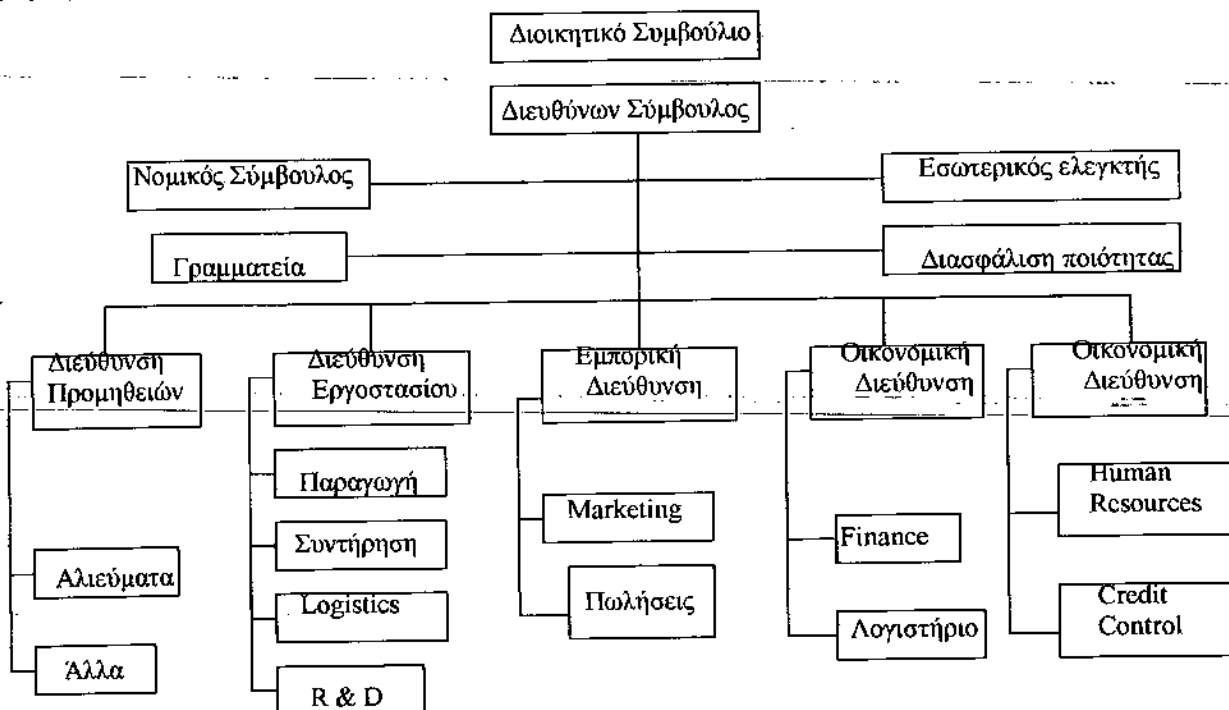 Διοικητικό Συμβούλιο
Διευθύνων Σύμβουλος
Νομικός Σύμβουλος
Εσωτερικός ελεγκτής
Γραμματεία
Διασφάλιση ποιότητας
Διεύθυνση
Προμηθειών
Διεύθυνση
Εργοστασίου
Εμπορική
Διεύθυνση
Οικονομική
Διεύθυνση
Οικονομική
Διεύθυνση
Αλιεύματα
Άλλα
Παραγωγή
Συντήρηση
Logistics
R & D
Marketing
Πωλήσεις
Finance
Λογιστήριο
Human
Resources
Credit
Control